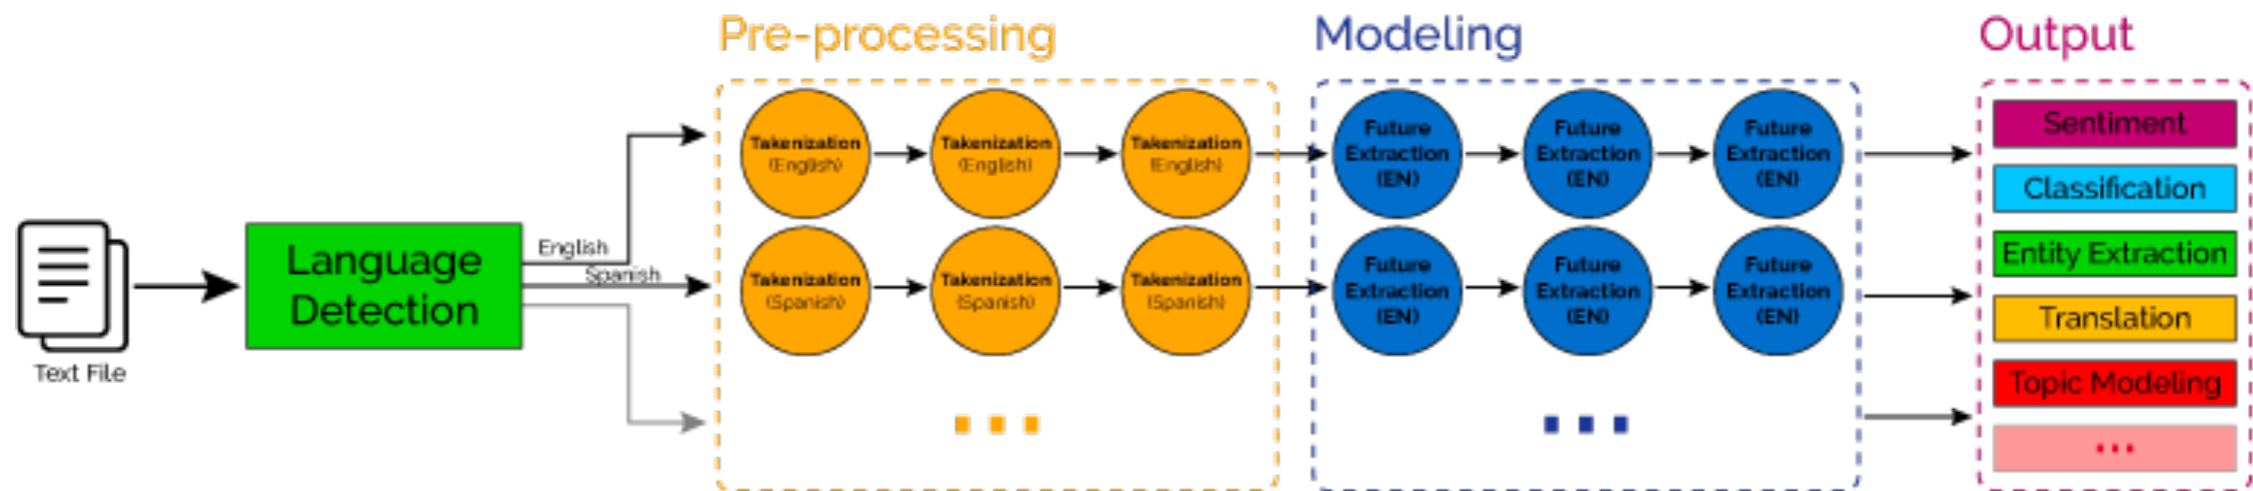 Pre-processing
Modeling
Output
Takenization
(English)
Takenization
(English)
Takenization
(English)
Future
Extraction
(EN)
Future
Extraction
(EN)
Future
Extraction
(EN)
Sentiment
Classification
English
Spanish
Language
Detection
Text File
Takenization
(Spanish)
Takenization
(Spanish)
Takenization
(Spanish)
Future
Extraction
(EN)
Future
Extraction
(EN)
Future
Extraction
(EN)
Entity Extraction
Translation
Topic Modeling
...
...
...